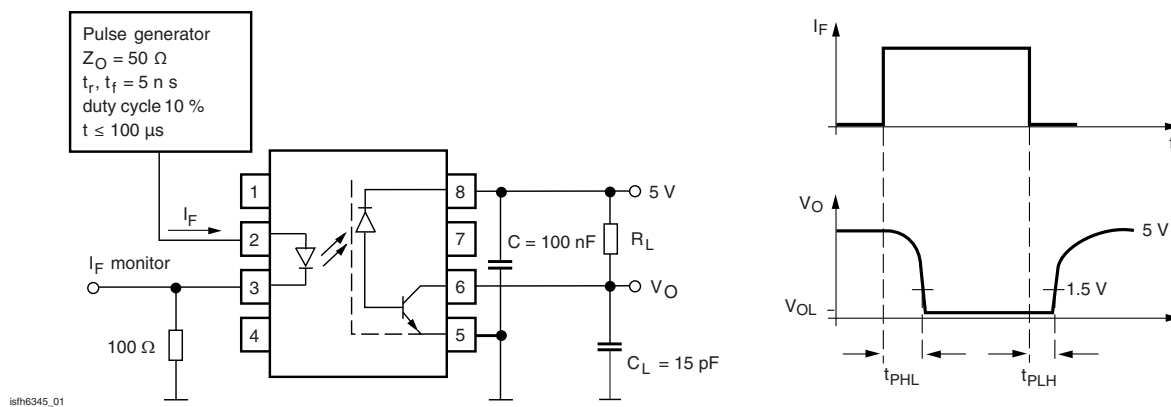 Pulse generator
Z_O = 50 Ω
t_r, t_f = 5 n s
duty cycle 10 %
t ≤ 100 μs
I_F
I_F monitor
100 Ω
1
2
3
4
8
7
6
5
C = 100 nF
5 V
R_L
V_O
C_L = 15 pF
isfh6345_01
I_F
t
V_O
5 V
1.5 V
V_OL
t
t_PHL
t_PLH